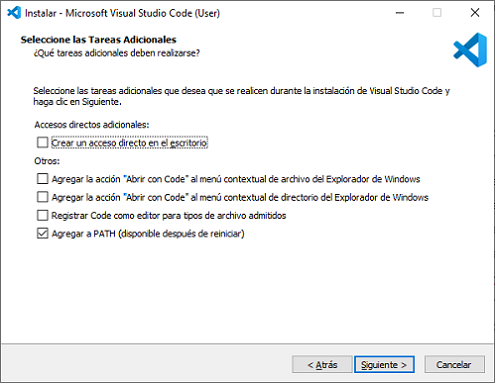 Instalar - Microsoft Visual Studio Code (User)
Seleccione las Tareas Adicionales
¿Qué tareas adicionales deben realizarse?
Seleccione las tareas adicionales que desea que se realicen durante la instalación de Visual Studio Code y
haga clic en Siguiente.
Accesos directos adicionales:
Crear un acceso directo en el escritorio
Otros:
Agregar la acción "Abrir con Code" al menú contextual de archivo del Explorador de Windows
Agregar la acción "Abrir con Code" al menú contextual de directorio del Explorador de Windows
Registrar Code como editor para tipos de archivo admitidos
Agregar a PATH (disponible después de reiniciar)
< Atrás Siguiente > Cancelar